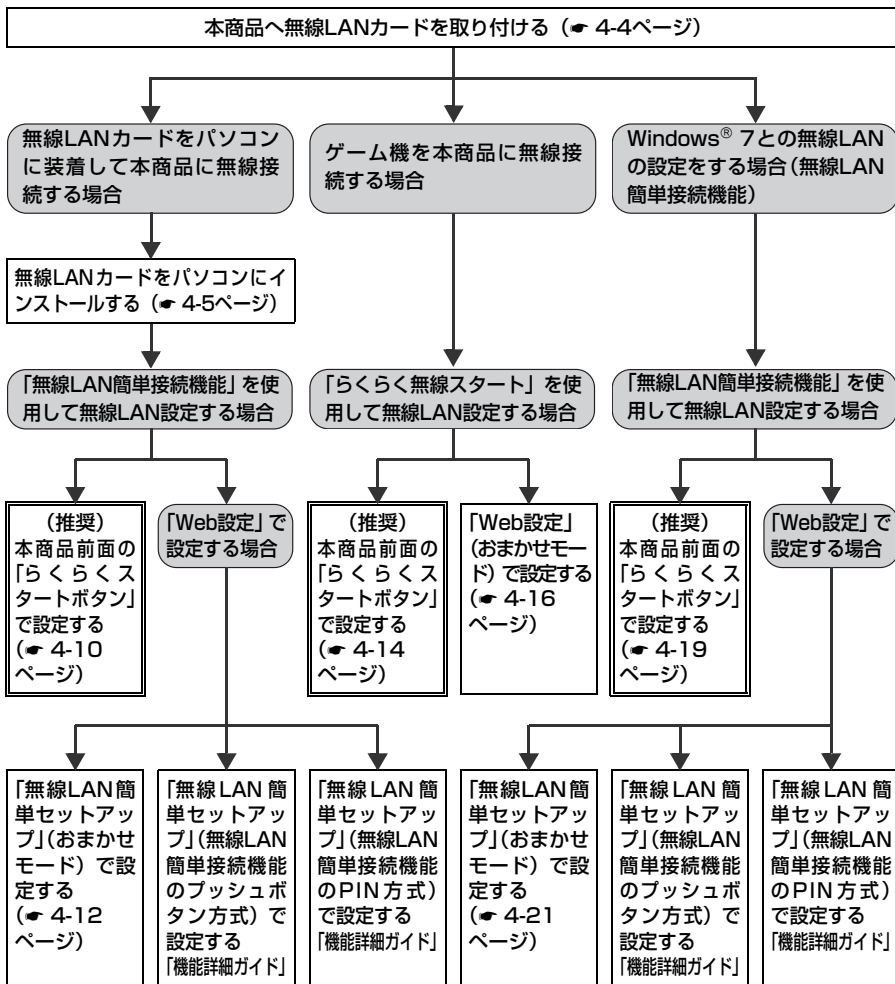 本商品へ無線LANカードを取り付ける（☛ 4-4ページ）
無線LANカードをパソコン
に装着して本商品に無線接
続する場合
ゲーム機を本商品に無線接
続する場合
Windows® 7との無線LAN
の設定をする場合（無線LAN
簡単接続機能）
無線LANカードをパソコンにイ
ンストールする（☛ 4-5ページ）
「無線LAN簡単接続機能」を使
用して無線LAN設定する場合
「らくらく無線スタート」を使
用して無線LAN設定する場合
「無線LAN簡単接続機能」を使
用して無線LAN設定する場合
（推奨）
本商品前面の
「らくらくス
タートボタン」
で設定する
（☛ 4-10
ページ）
「Web設定」で
設定する場合
（推奨）
本商品前面の
「らくらくス
タートボタン」
で設定する
（☛ 4-14
ページ）
「Web設定」
（おまかせモー
ド）で設定する
（☛ 4-16
ページ）
（推奨）
本商品前面の
「らくらくス
タートボタン」
で設定する
（☛ 4-19
ページ）
「Web設定」で
設定する場合
「無線LAN簡
単セットアッ
プ」（おまかせ
モード）で設
定する
（☛ 4-12
ページ）
「無線LAN簡
単セットアッ
プ」（無線LAN
簡単接続機能
のプッシュボ
タン方式）で
設定する
「機能詳細ガイド」
「無線LAN簡
単セットアッ
プ」（無線LAN
簡単接続機能
のPIN方式）
で設定する
「機能詳細ガイド」
「無線LAN簡
単セットアッ
プ」（おまかせ
モード）で設
定する
（☛ 4-21
ページ）
「無線LAN簡
単セットアッ
プ」（無線LAN
簡単接続機能
のプッシュボ
タン方式）で
設定する
「機能詳細ガイド」
「無線LAN簡
単セットアッ
プ」（無線LAN
簡単接続機能
のPIN方式）
で設定する
「機能詳細ガイド」